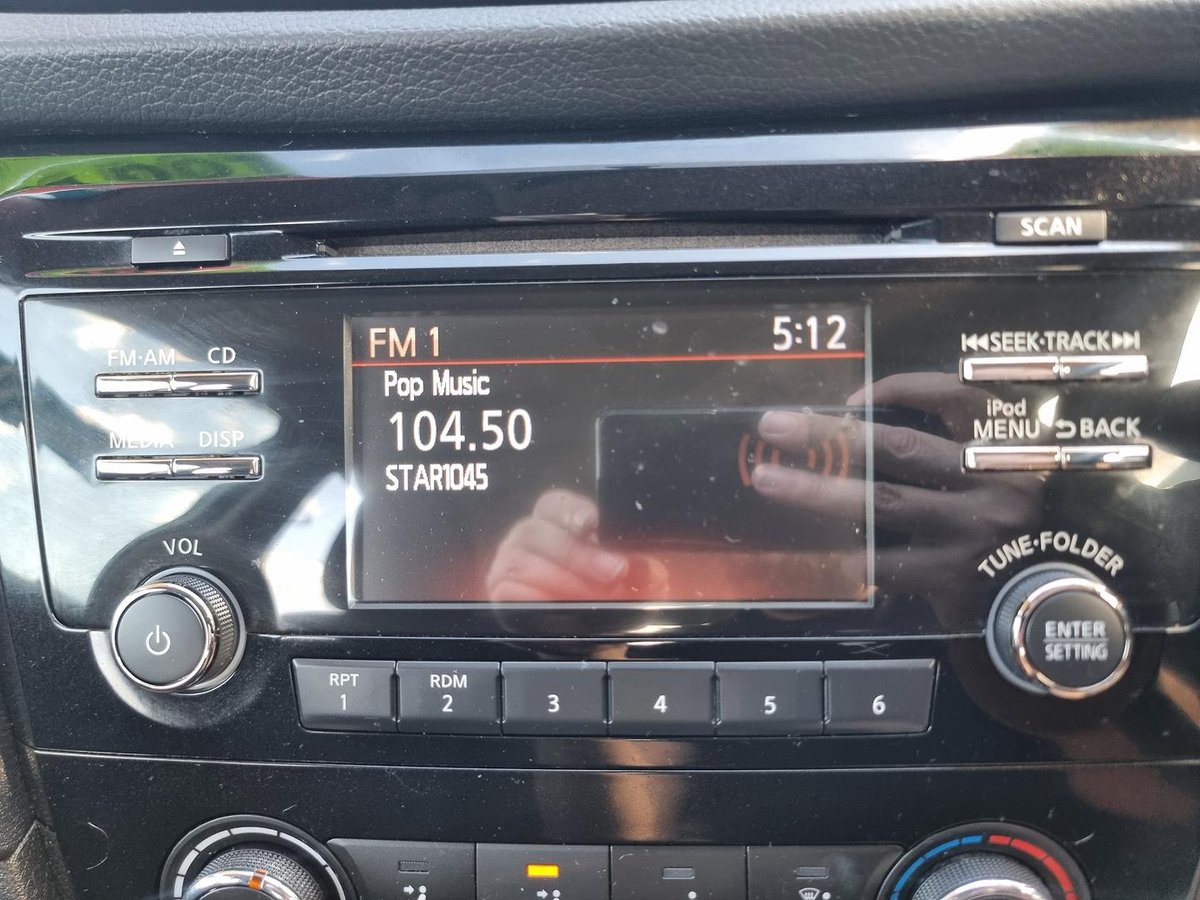 SCAN
FM·AM CD
MEDIA DISP
VOL
FM 1 5:12
Pop Music
104.50
STAR1045
SEEK·TRACK
iPod
MENU BACK
TUNE·FOLDER
ENTER
SETTING
RPT
1
RDM
2
3
4
5
6